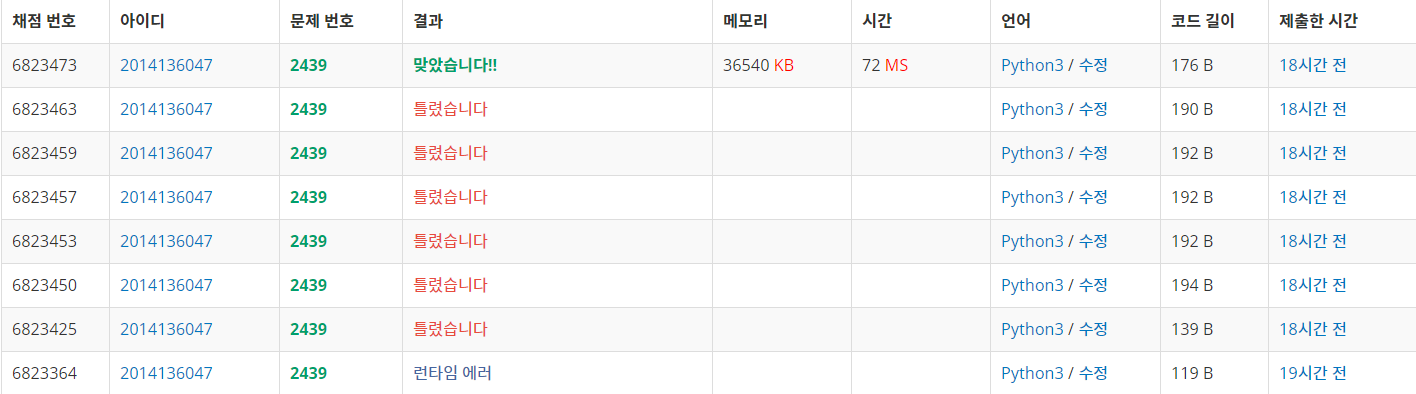 채점 번호 아이디 문제 번호 결과 메모리 시간 언어 코드 길이 제출한 시간
6823473 2014136047 2439 맞았습니다!! 36540 KB 72 MS Python3 / 수정 176 B 18시간 전
6823463 2014136047 2439 틀렸습니다 Python3 / 수정 190 B 18시간 전
6823459 2014136047 2439 틀렸습니다 Python3 / 수정 192 B 18시간 전
6823457 2014136047 2439 틀렸습니다 Python3 / 수정 192 B 18시간 전
6823453 2014136047 2439 틀렸습니다 Python3 / 수정 192 B 18시간 전
6823450 2014136047 2439 틀렸습니다 Python3 / 수정 194 B 18시간 전
6823425 2014136047 2439 틀렸습니다 Python3 / 수정 139 B 18시간 전
6823364 2014136047 2439 런타임 에러 Python3 / 수정 119 B 19시간 전